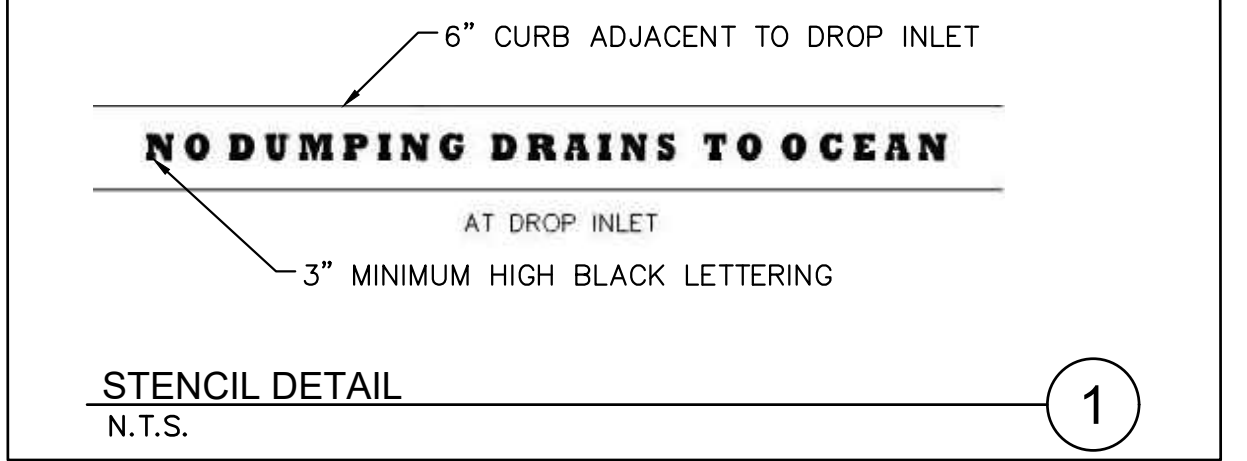 6” CURB ADJACENT TO DROP INLET
NO DUMPING DRAINS TO OCEAN
AT DROP INLET
3” MINIMUM HIGH BLACK LETTERING
STENCIL DETAIL
1
N.T.S.